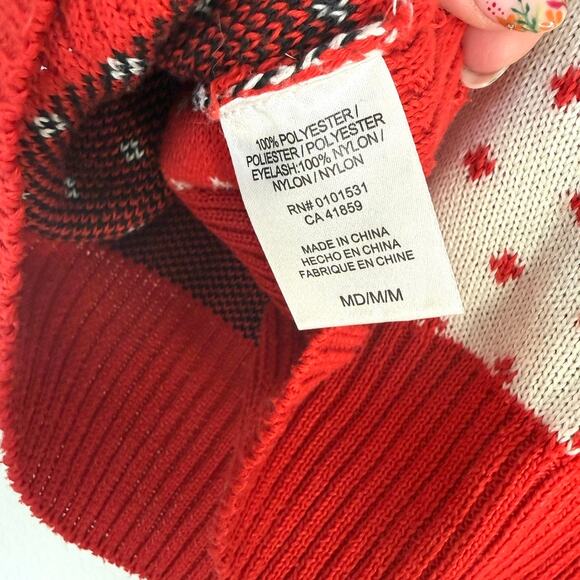 100% POLYESTER /
POLIESTER / POLYESTER
EYELASH:100% NYLON /
NYLON / NYLON
RN# 0101531
CA 41859
MADE IN CHINA
HECHO EN CHINA
FABRIQUE EN CHINE
MD/M/M